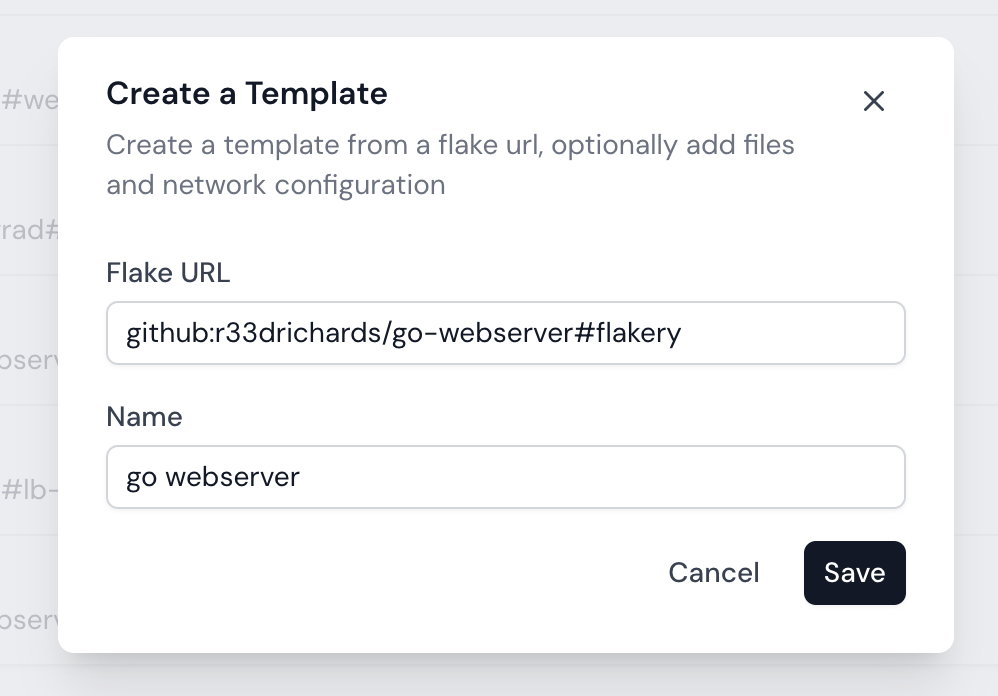 Create a Template
Create a template from a flake url, optionally add files
and network configuration
#we
rad#
Flake URL
github:r33drichards/go-webserver#flakery
oserv
Name
go webserver
#lb-
Cancel
Save
oserv